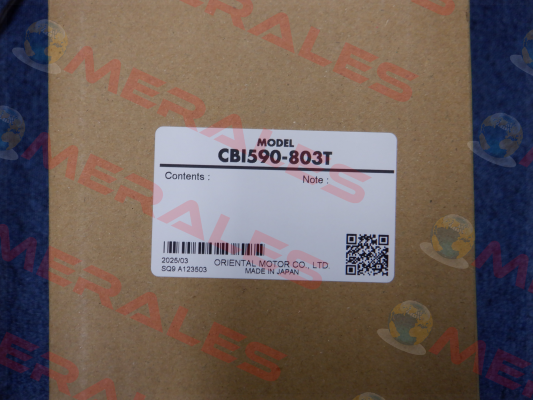 MODEL
CBI590-803T
Contents :
Note :
2025/03
SQ9 A123503
ORIENTAL MOTOR CO., LTD.
MADE IN JAPAN
MERALES
MERALES
MERALES